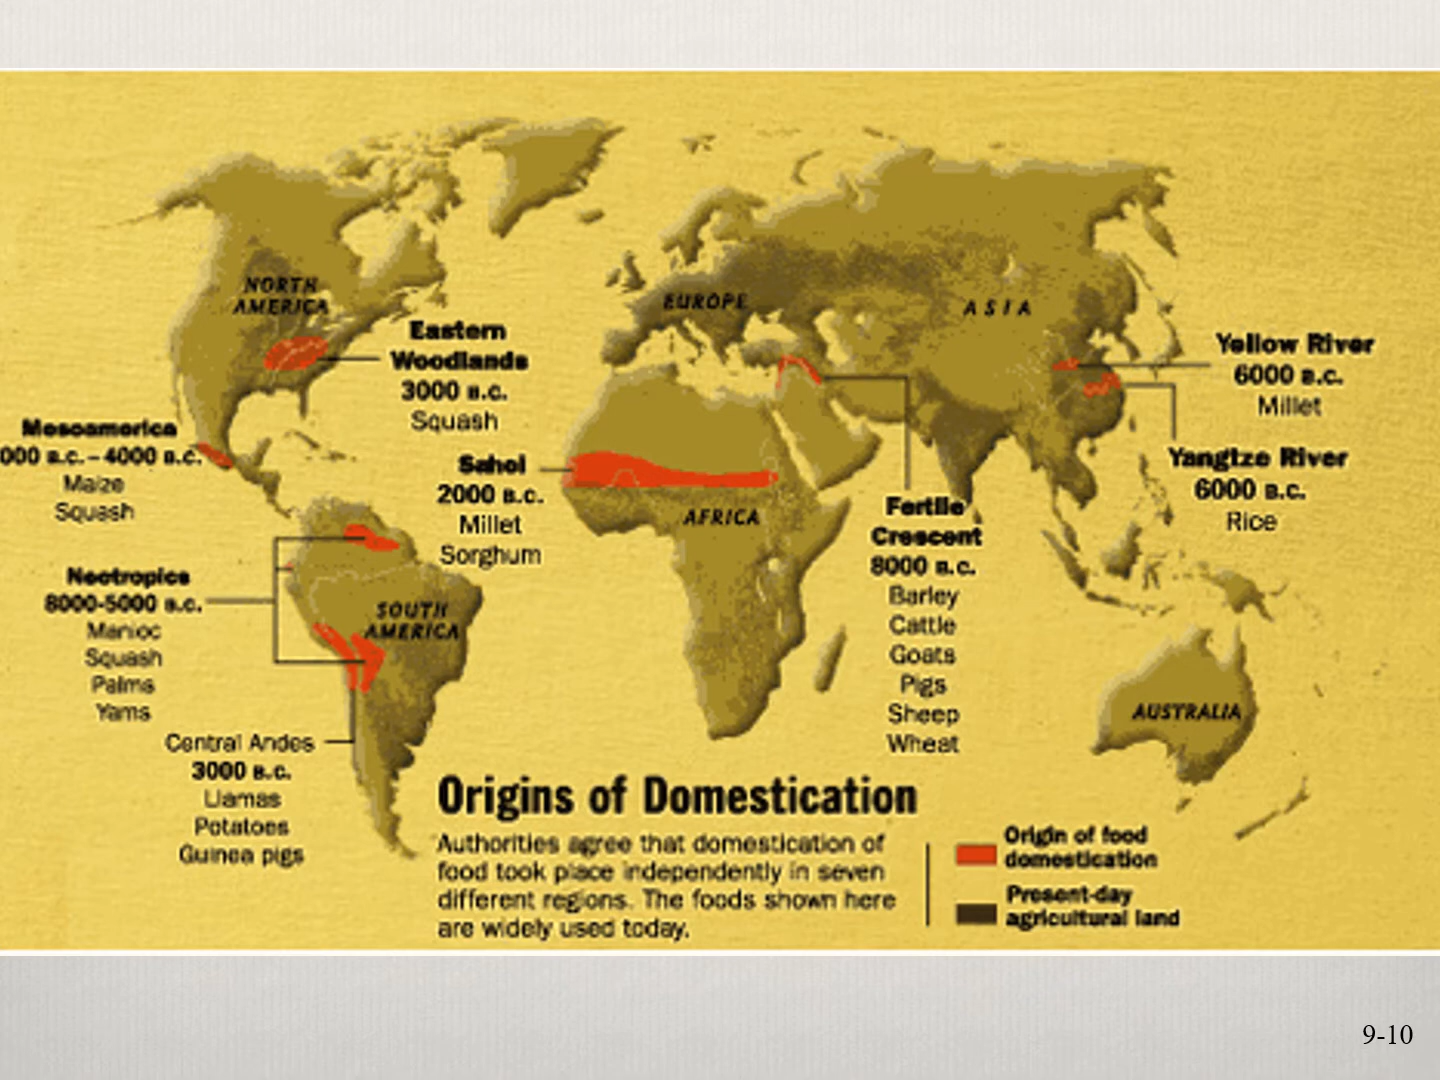 NORTH
AMERICA
EUROPE
ASIA
AFRICA
SOUTH
AMERICA
AUSTRALIA
Eastern
Woodlands
3000 B.C.
Squash
Mesoamerica
000 B.C.–4000 B.C.
Maize
Squash
Sahel
2000 B.C.
Millet
Sorghum
Neotropics
8000-5000 B.C.
Manioc
Squash
Palms
Yams
Central Andes
3000 B.C.
Llamas
Potatoes
Guinea pigs
Fertile
Crescent
8000 B.C.
Barley
Cattle
Goats
Pigs
Sheep
Wheat
Yellow River
6000 B.C.
Millet
Yangtze River
6000 B.C.
Rice
Origins of Domestication
Authorities agree that domestication of
food took place independently in seven
different regions. The foods shown here
are widely used today.
Origin of food
domestication
Present-day
agricultural land
9-10